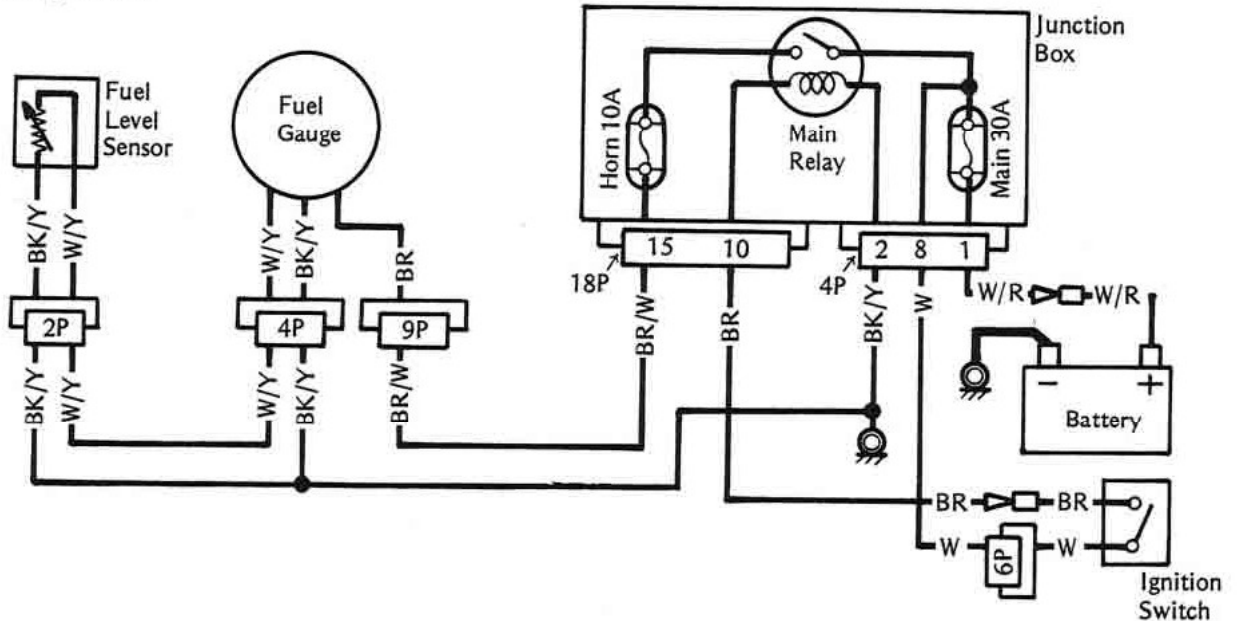 Junction
Box
Fuel
Level
Sensor
Fuel
Gauge
Horn 10A
Main
Relay
Main 30A
BK/Y
W/Y
W/Y
BK/Y
BR
15
10
2
8
1
18P
4P
W/R
W/R
2P
4P
9P
BR/W
BR
BK/Y
W
BK/Y
W/Y
W/Y
BK/Y
BR/W
−
+
Battery
BR
BR
W
6P
W
Ignition
Switch